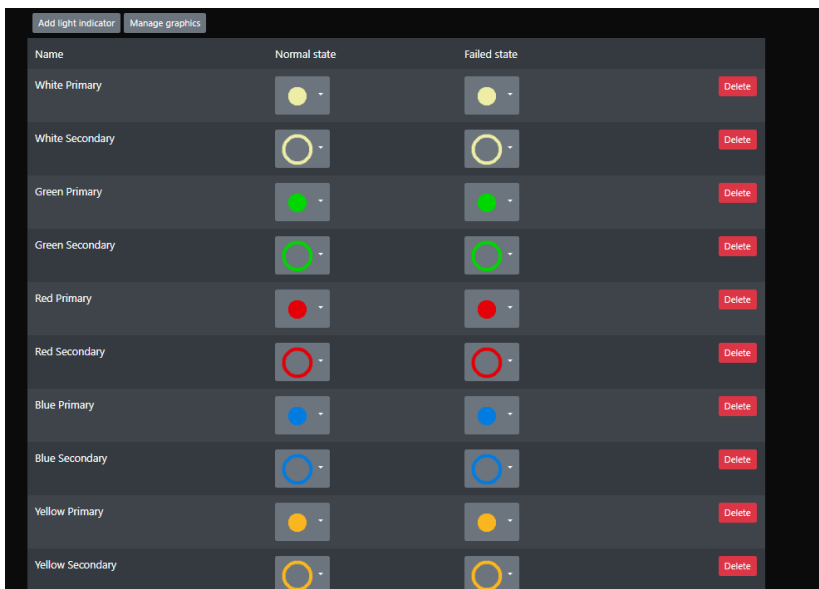 Add light indicator Manage graphics
Name Normal state Failed state
White Primary Delete
White Secondary Delete
Green Primary Delete
Green Secondary Delete
Red Primary Delete
Red Secondary Delete
Blue Primary Delete
Blue Secondary Delete
Yellow Primary Delete
Yellow Secondary Delete